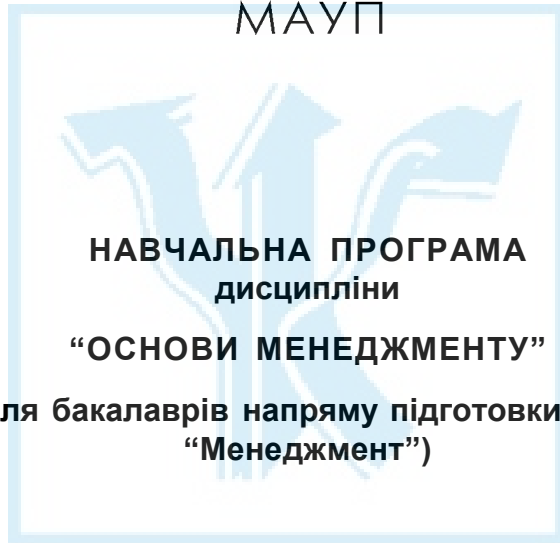 МАУП
НАВЧАЛЬНА ПРОГРАМА
дисципліни
“ОСНОВИ МЕНЕДЖМЕНТУ”
ля бакалаврів напряму підготовки
“Менеджмент”)